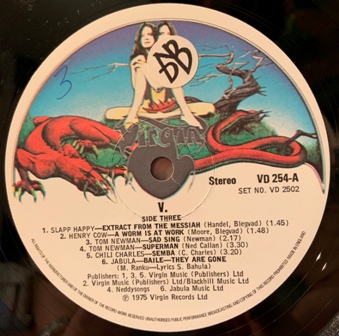 3
Virgin
Stereo
VD 254-A
SET NO. VD 2502
V.
SIDE THREE
1. SLAPP HAPPY—EXTRACT FROM THE MESSIAH (Handel, Blegvad) (1.45)
2. HENRY COW—A WORM IS AT WORK (Moore, Blegvad) (1.52)
3. TOM NEWMAN—SAD SING (Newman) (2.17)
4. TOM NEWMAN—SUPERMAN (Ned Callan) (3.20)
5. CHILI CHARLES—SEMBA (C. Charles) (3.20)
6. JABULA—BAILE—THEY ARE GONE
(M. Ranku—Lyrics S. Bahula)
Publishers: 1, 3, 5. Virgin Music (Publishers) Ltd
2. Virgin Music (Publishers) Ltd/Blackhill Music Ltd
4. Neddysongs 6. Jabula Music Ltd
℗ 1975 Virgin Records Ltd